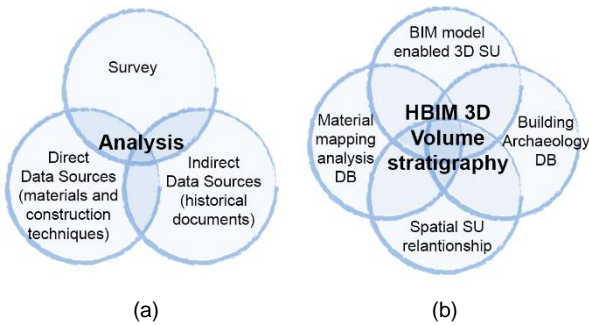 Survey
Analysis
Direct
Data Sources
(materials and
construction
techniques)
Indirect
Data Sources
(historical
documents)
(a)
BIM model
enabled 3D SU
Material
mapping
analysis
DB
HBIM 3D
Volume
stratigraphy
Building
Archaeology
DB
Spatial SU
relantionship
(b)